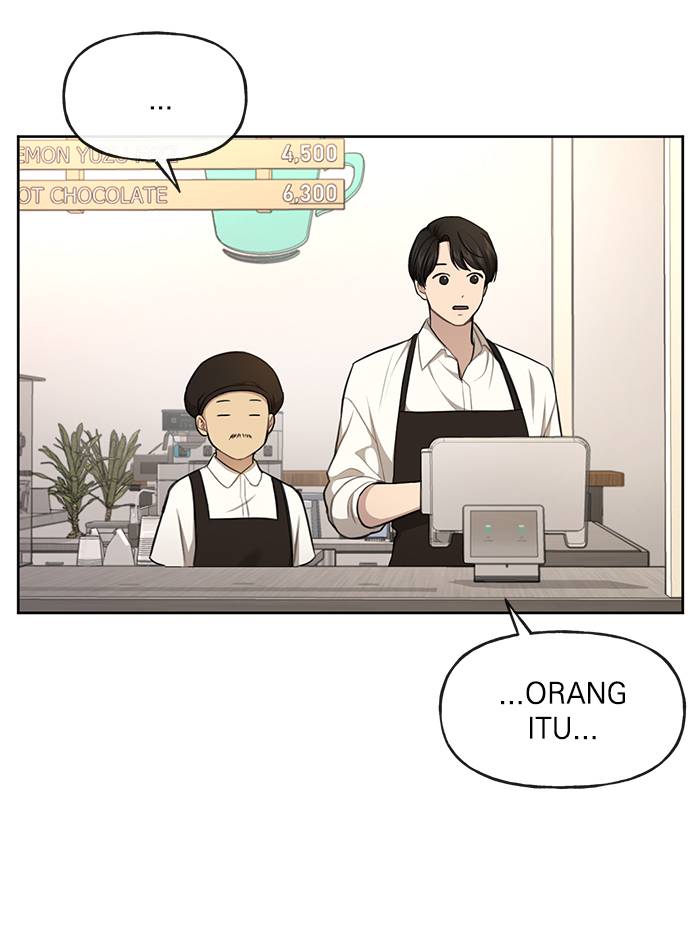 ...
EMON YUZU 4,500
OT CHOCOLATE 6,300
...ORANG
ITU...